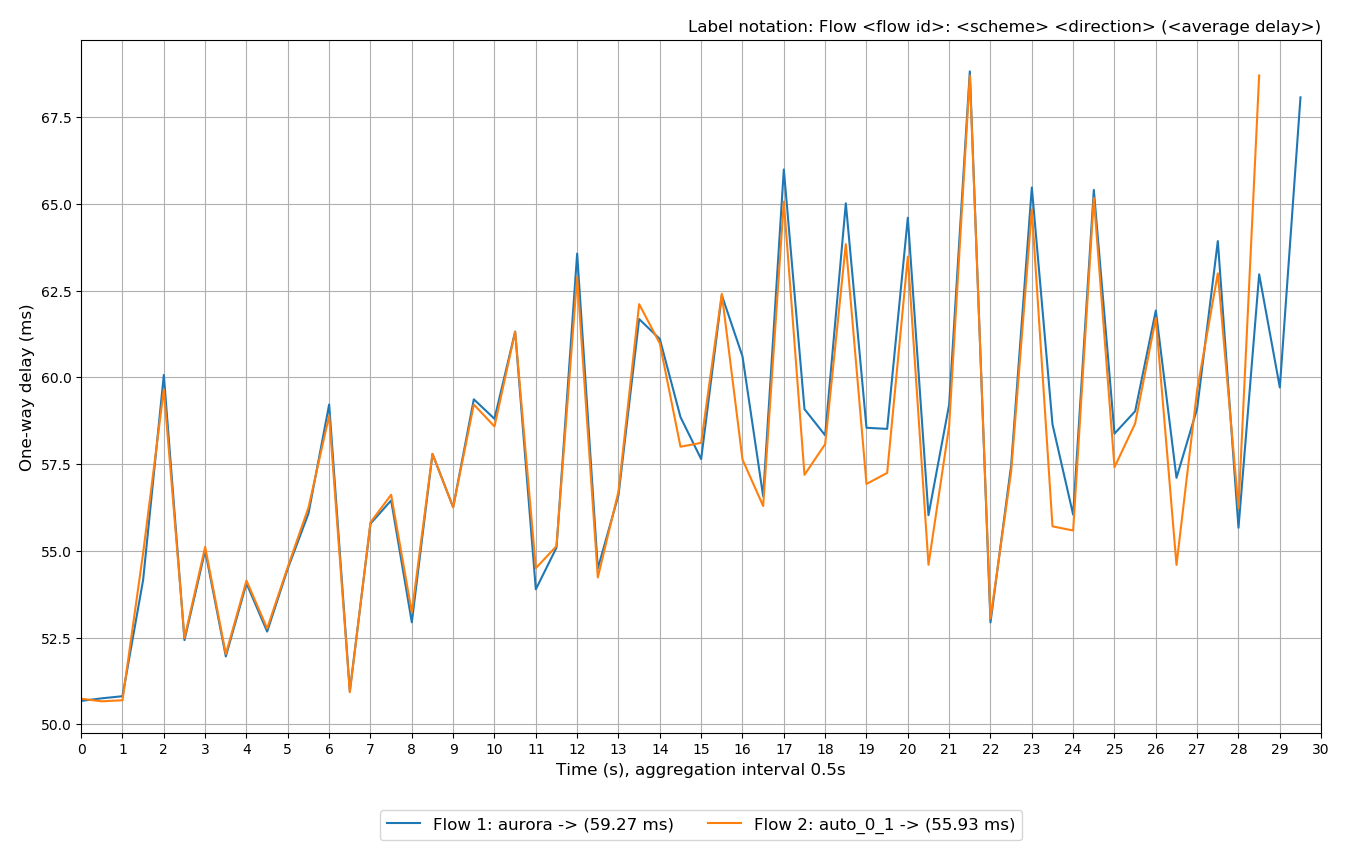 Label notation: Flow <flow id>: <scheme> <direction> (<average delay>)
One-way delay (ms)
67.5
65.0
62.5
60.0
57.5
55.0
52.5
50.0
0 1 2 3 4 5 6 7 8 9 10 11 12 13 14 15 16 17 18 19 20 21 22 23 24 25 26 27 28 29 30
Time (s), aggregation interval 0.5s
Flow 1: aurora -> (59.27 ms) Flow 2: auto_0_1 -> (55.93 ms)